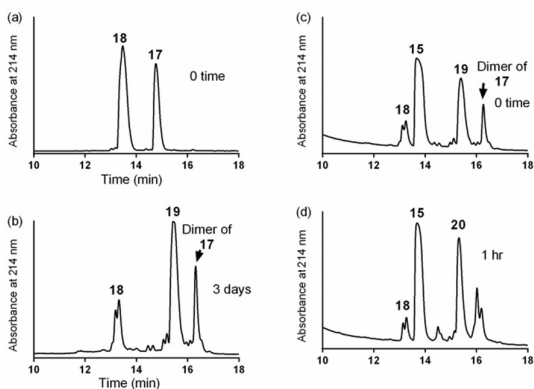 (a)
Absorbance at 214 nm
18
17
0 time
10 12 14 16 18
Time (min)
(b)
Absorbance at 214 nm
19
Dimer of
17
18
3 days
10 12 14 16 18
Time (min)
(c)
Absorbance at 214 nm
15
19
Dimer of
17
18
0 time
10 12 14 16 18
(d)
Absorbance at 214 nm
15
20
1 hr
18
10 12 14 16 18